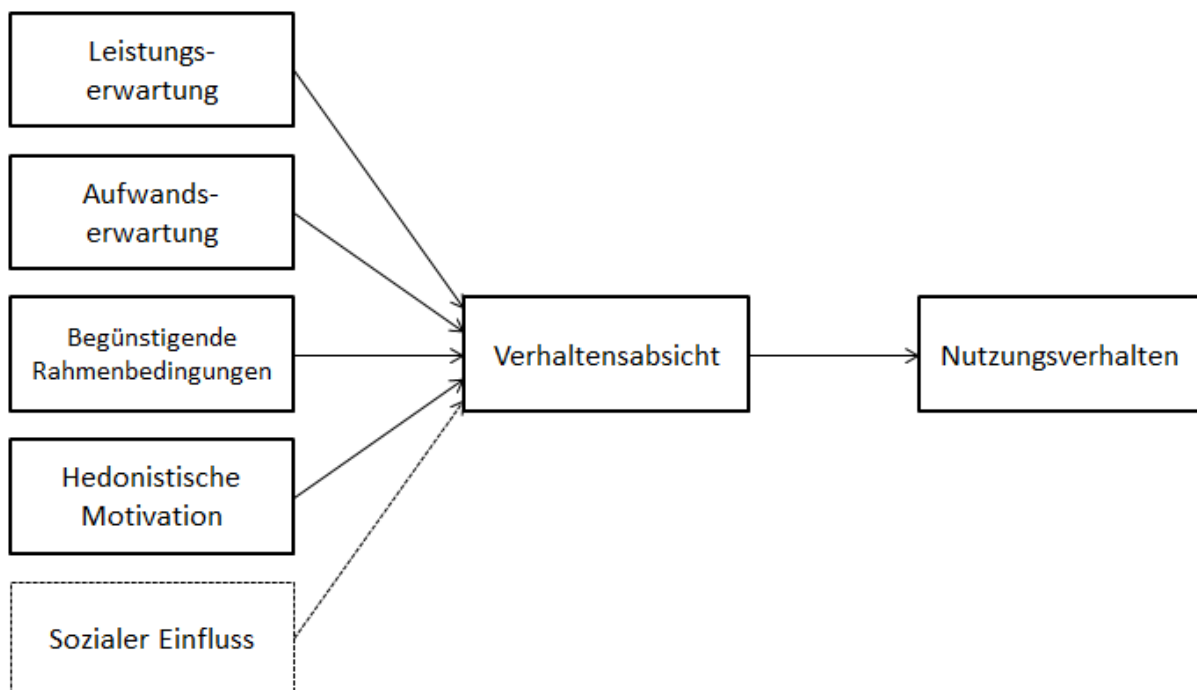 Leistungs-
erwartung
Aufwands-
erwartung
Begünstigende
Rahmenbedingungen
Hedonistische
Motivation
Sozialer Einfluss
Verhaltensabsicht
Nutzungsverhalten